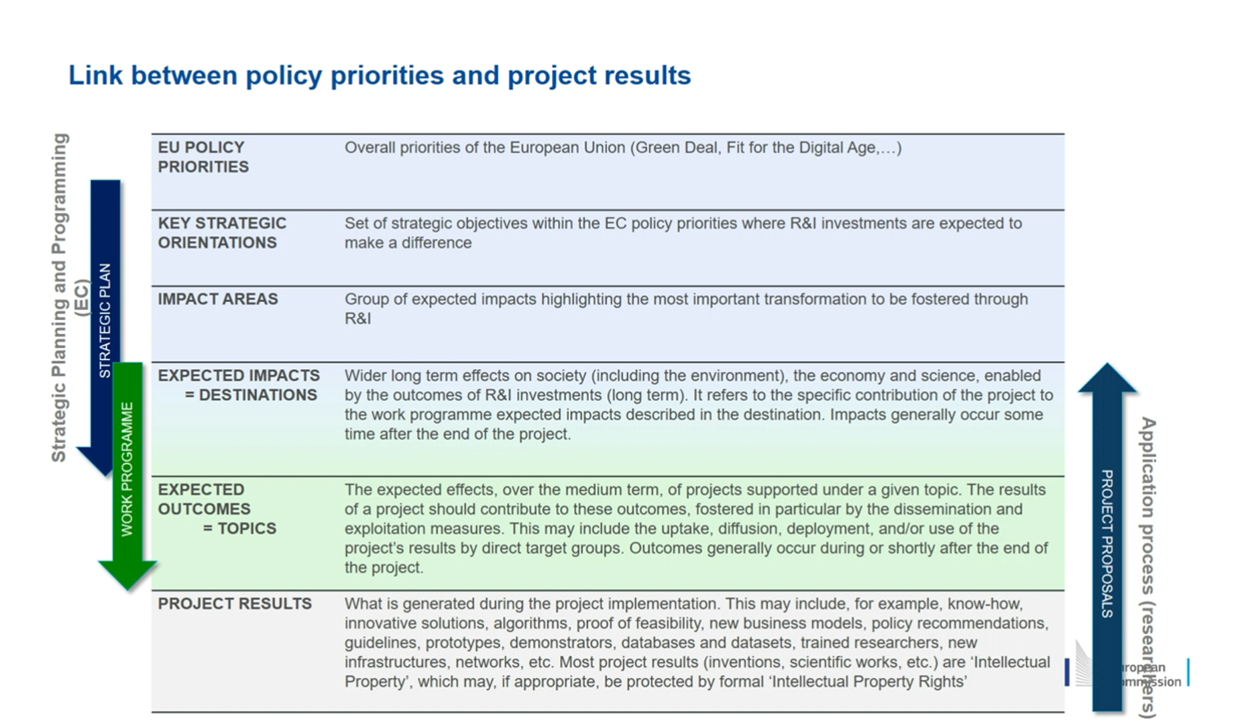 Link between policy priorities and project results
Strategic Planning and Programming
(EC)
STRATEGIC PLAN
WORK PROGRAMME
EU POLICY
PRIORITIES
Overall priorities of the European Union (Green Deal, Fit for the Digital Age,…)
KEY STRATEGIC
ORIENTATIONS
Set of strategic objectives within the EC policy priorities where R&I investments are expected to
make a difference
IMPACT AREAS
Group of expected impacts highlighting the most important transformation to be fostered through
R&I
EXPECTED IMPACTS
= DESTINATIONS
Wider long term effects on society (including the environment), the economy and science, enabled
by the outcomes of R&I investments (long term). It refers to the specific contribution of the project to
the work programme expected impacts described in the destination. Impacts generally occur some
time after the end of the project.
EXPECTED
OUTCOMES
= TOPICS
The expected effects, over the medium term, of projects supported under a given topic. The results
of a project should contribute to these outcomes, fostered in particular by the dissemination and
exploitation measures. This may include the uptake, diffusion, deployment, and/or use of the
project's results by direct target groups. Outcomes generally occur during or shortly after the end of
the project.
PROJECT RESULTS
What is generated during the project implementation. This may include, for example, know-how,
innovative solutions, algorithms, proof of feasibility, new business models, policy recommendations,
guidelines, prototypes, demonstrators, databases and datasets, trained researchers, new
infrastructures, networks, etc. Most project results (inventions, scientific works, etc.) are ‘Intellectual
Property’, which may, if appropriate, be protected by formal ‘Intellectual Property Rights’
PROJECT PROPOSALS
Application process (researchers)